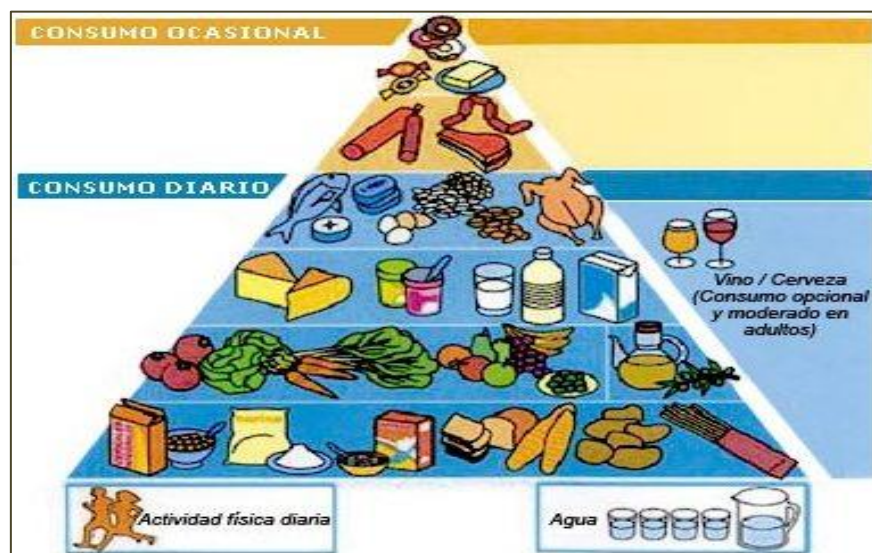 CONSUMO OCASIONAL
CONSUMO DIARIO
Vino / Cerveza
(Consumo opcional
y moderado en
adultos)
Actividad física diaria
Agua